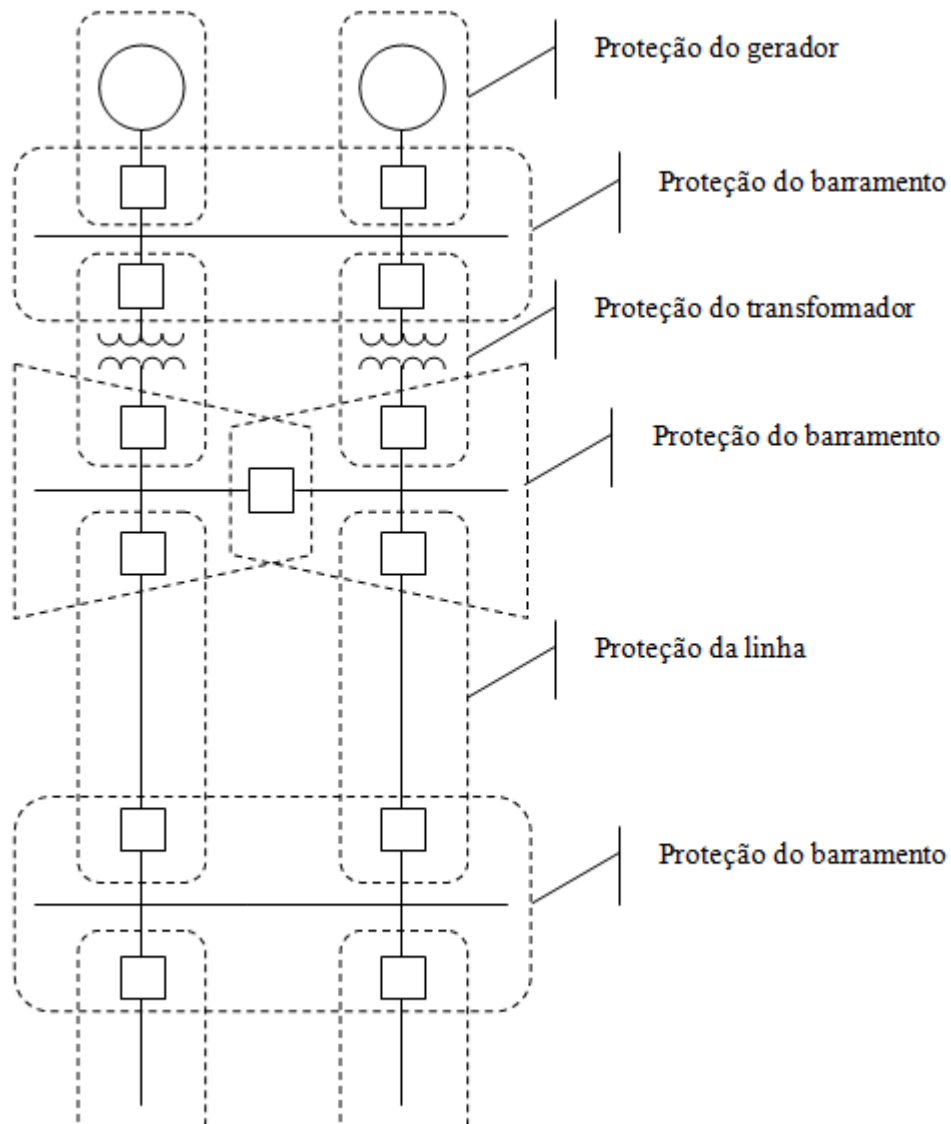 Proteção do gerador
Proteção do barramento
Proteção do transformador
Proteção do barramento
Proteção da linha
Proteção do barramento